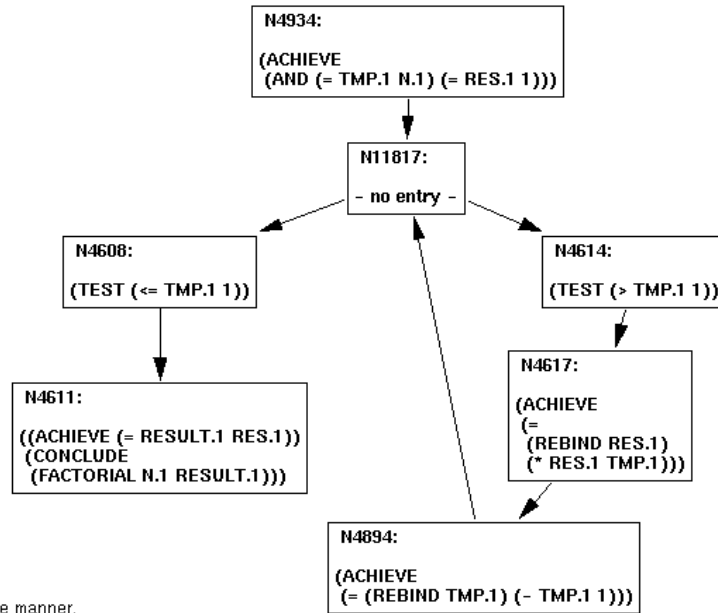 N4934:
(ACHIEVE
(AND (= TMP.1 N.1) (= RES.1 1)))
N11817:
- no entry -
N4608:
(TEST (<= TMP.1 1))
N4614:
(TEST (> TMP.1 1))
N4611:
((ACHIEVE (= RESULT.1 RES.1))
(CONCLUDE
(FACTORIAL N.1 RESULT.1)))
N4617:
(ACHIEVE
(=
(REBIND RES.1)
(* RES.1 TMP.1)))
N4894:
(ACHIEVE
(= (REBIND TMP.1) (- TMP.1 1)))
e manner.